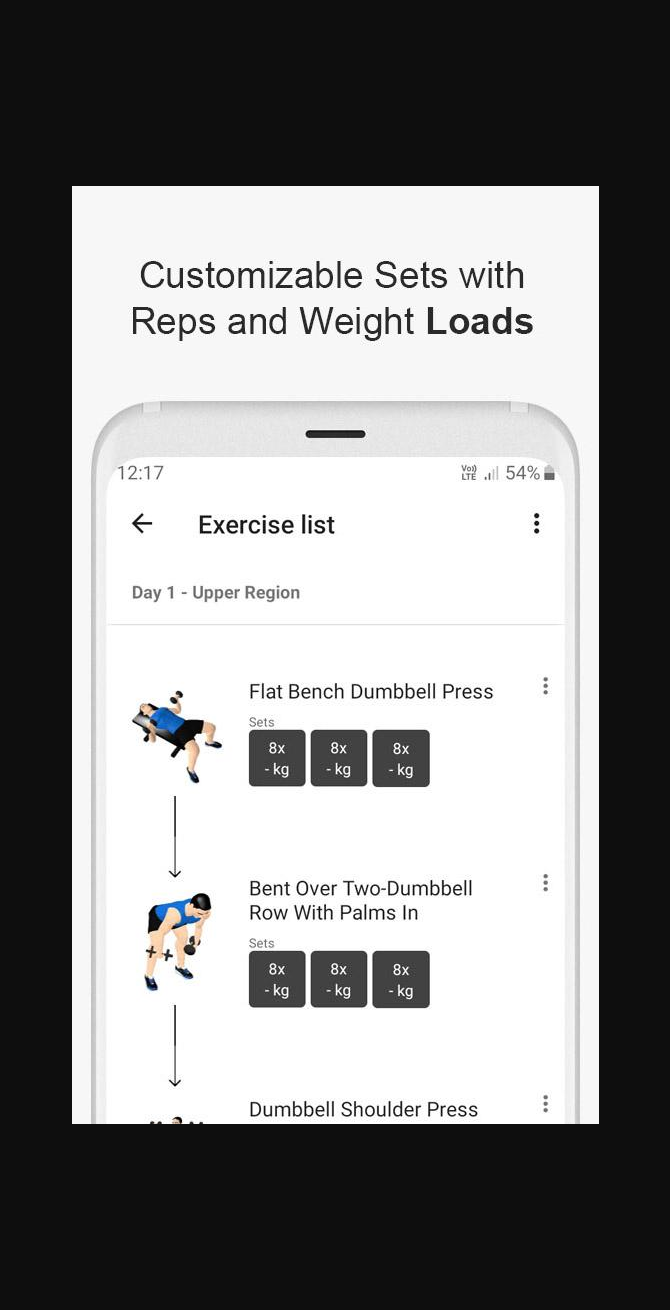 Customizable Sets with
Reps and Weight Loads
12:17 Vo)) LTE 54%
Exercise list
Day 1 - Upper Region
Flat Bench Dumbbell Press
Sets
8x 8x 8x
- kg - kg - kg
Bent Over Two-Dumbbell
Row With Palms In
Sets
8x 8x 8x
- kg - kg - kg
Dumbbell Shoulder Press